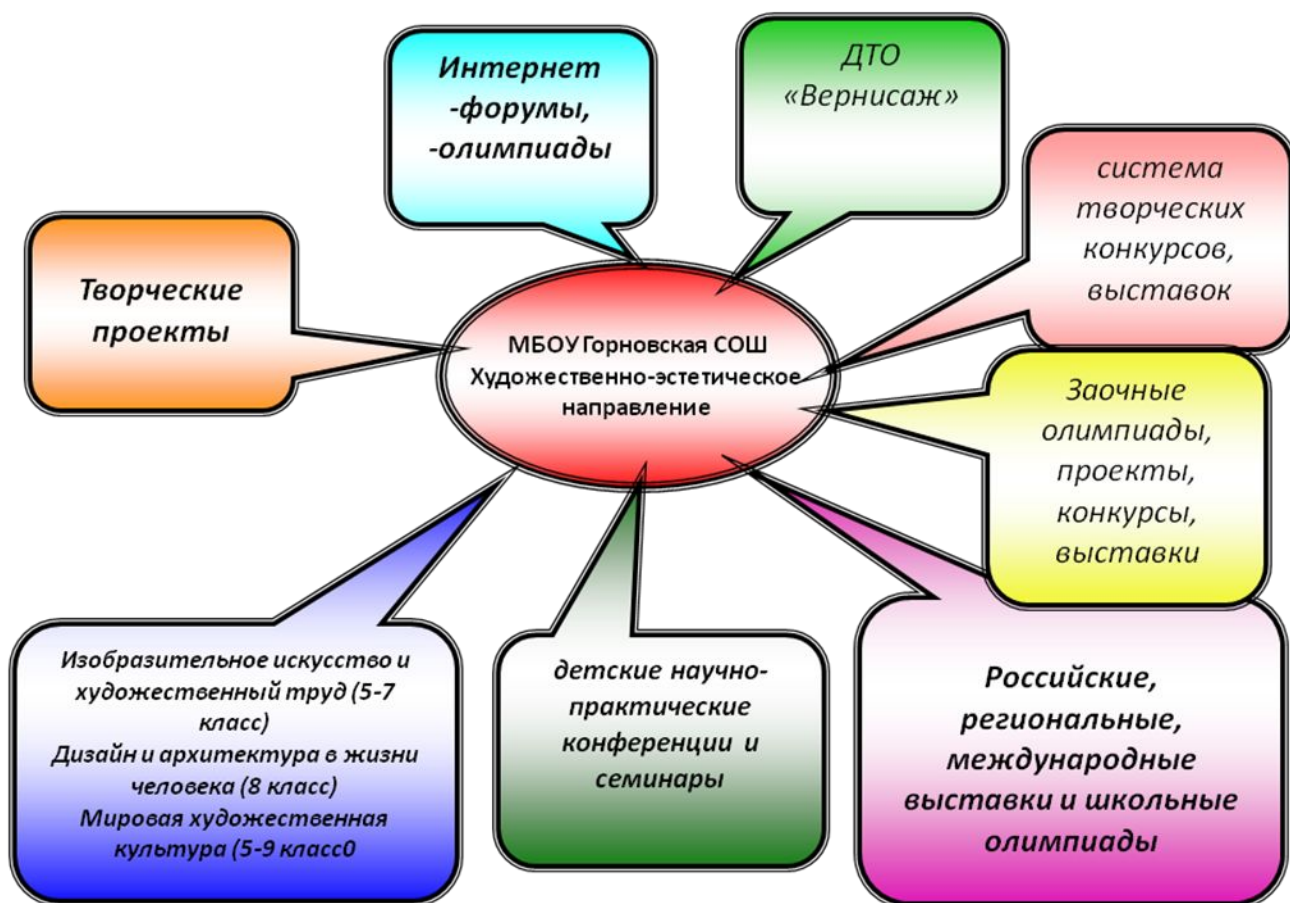 Интернет
-форумы,
-олимпиады
ДТО
«Вернисаж»
система
творческих
конкурсов,
выставок
Творческие
проекты
МБОУ Горновская СОШ
Художественно-эстетическое
направление
Заочные
олимпиады,
проекты,
конкурсы,
выставки
Изобразительное искусство и
художественный труд (5-7
класс)
Дизайн и архитектура в жизни
человека (8 класс)
Мировая художественная
культура (5-9 класс0
детские научно-
практические
конференции и
семинары
Российские,
региональные,
международные
выставки и школьные
олимпиады